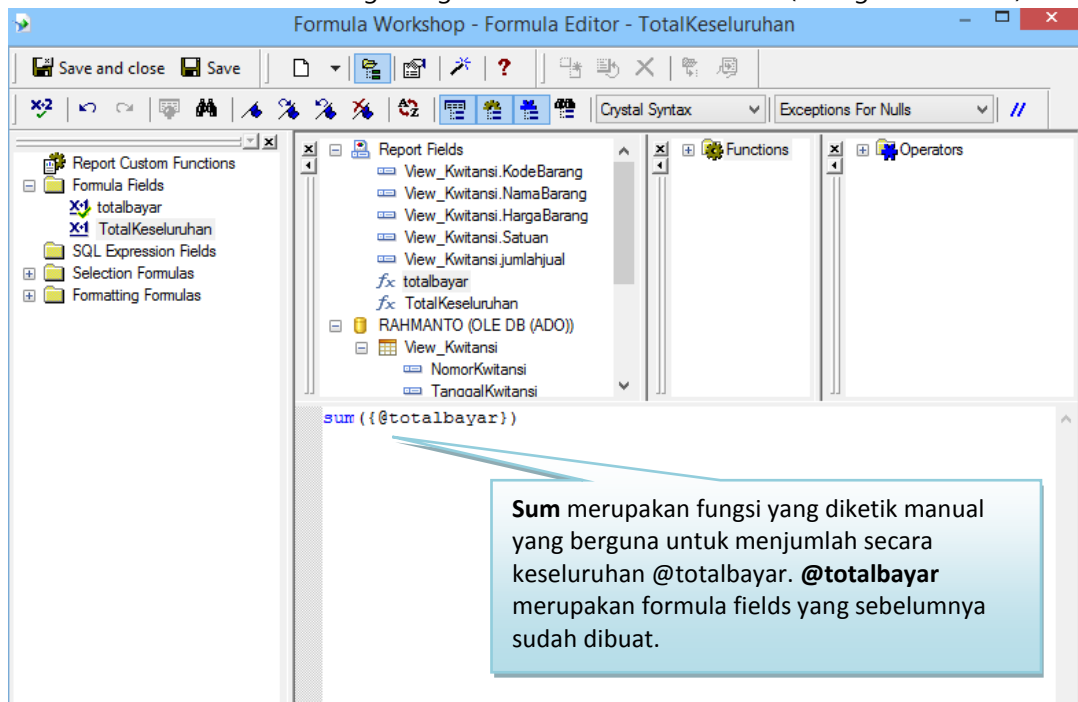 Formula Workshop - Formula Editor - TotalKeseluruhan
Save and close Save
Crystal Syntax Exceptions For Nulls
Report Custom Functions
Formula Fields
totalbayar
TotalKeseluruhan
SQL Expression Fields
Selection Formulas
Formatting Formulas
Report Fields
View_Kwitansi.KodeBarang
View_Kwitansi.NamaBarang
View_Kwitansi.HargaBarang
View_Kwitansi.Satuan
View_Kwitansi.jumlahjual
totalbayar
TotalKeseluruhan
RAHMANTO (OLE DB (ADO))
View_Kwitansi
NomorKwitansi
TanggalKwitansi
Functions
Operators
sum({@totalbayar})
Sum merupakan fungsi yang diketik manual
yang berguna untuk menjumlah secara
keseluruhan @totalbayar. @totalbayar
merupakan formula fields yang sebelumnya
sudah dibuat.